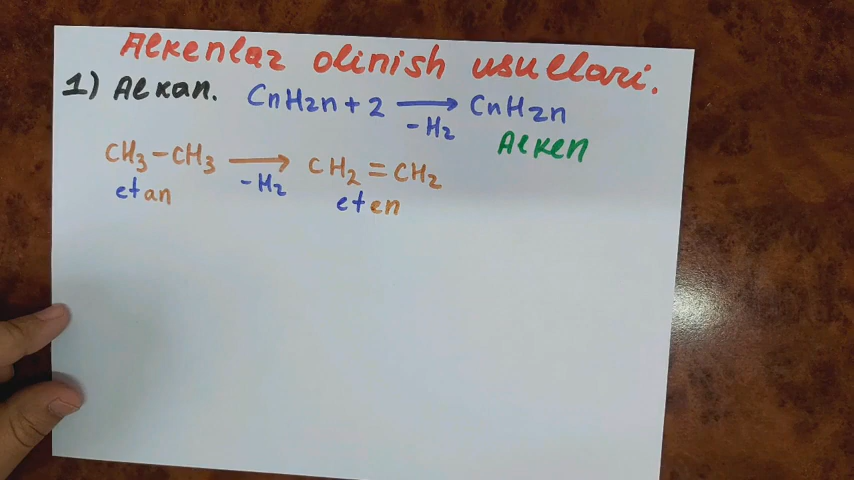 Alkenlar olinish usullari.
1) Alkan. CnH2n+2 → CnH2n
-H2
Alken
CH3-CH3 → CH2=CH2
-H2
etan eten